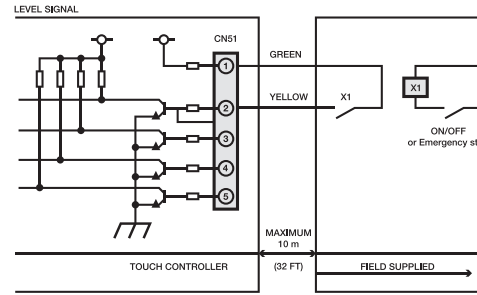 LEVEL SIGNAL
CN51
GREEN
1
YELLOW
X1
X1
2
ON/OFF
or Emergency st
3
4
5
MAXIMUM
10 m
TOUCH CONTROLLER
(32 FT)
FIELD SUPPLIED